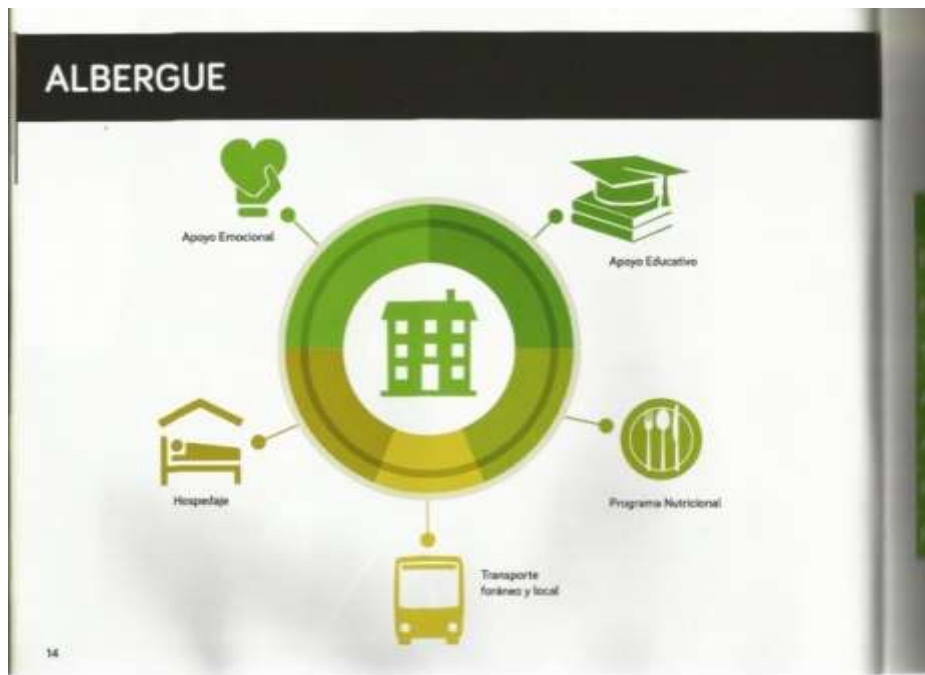 ALBERGUE
Apoyo Emocional
Apoyo Educativo
Hospedaje
Programa Nutricional
Transporte
foráneo y local
14